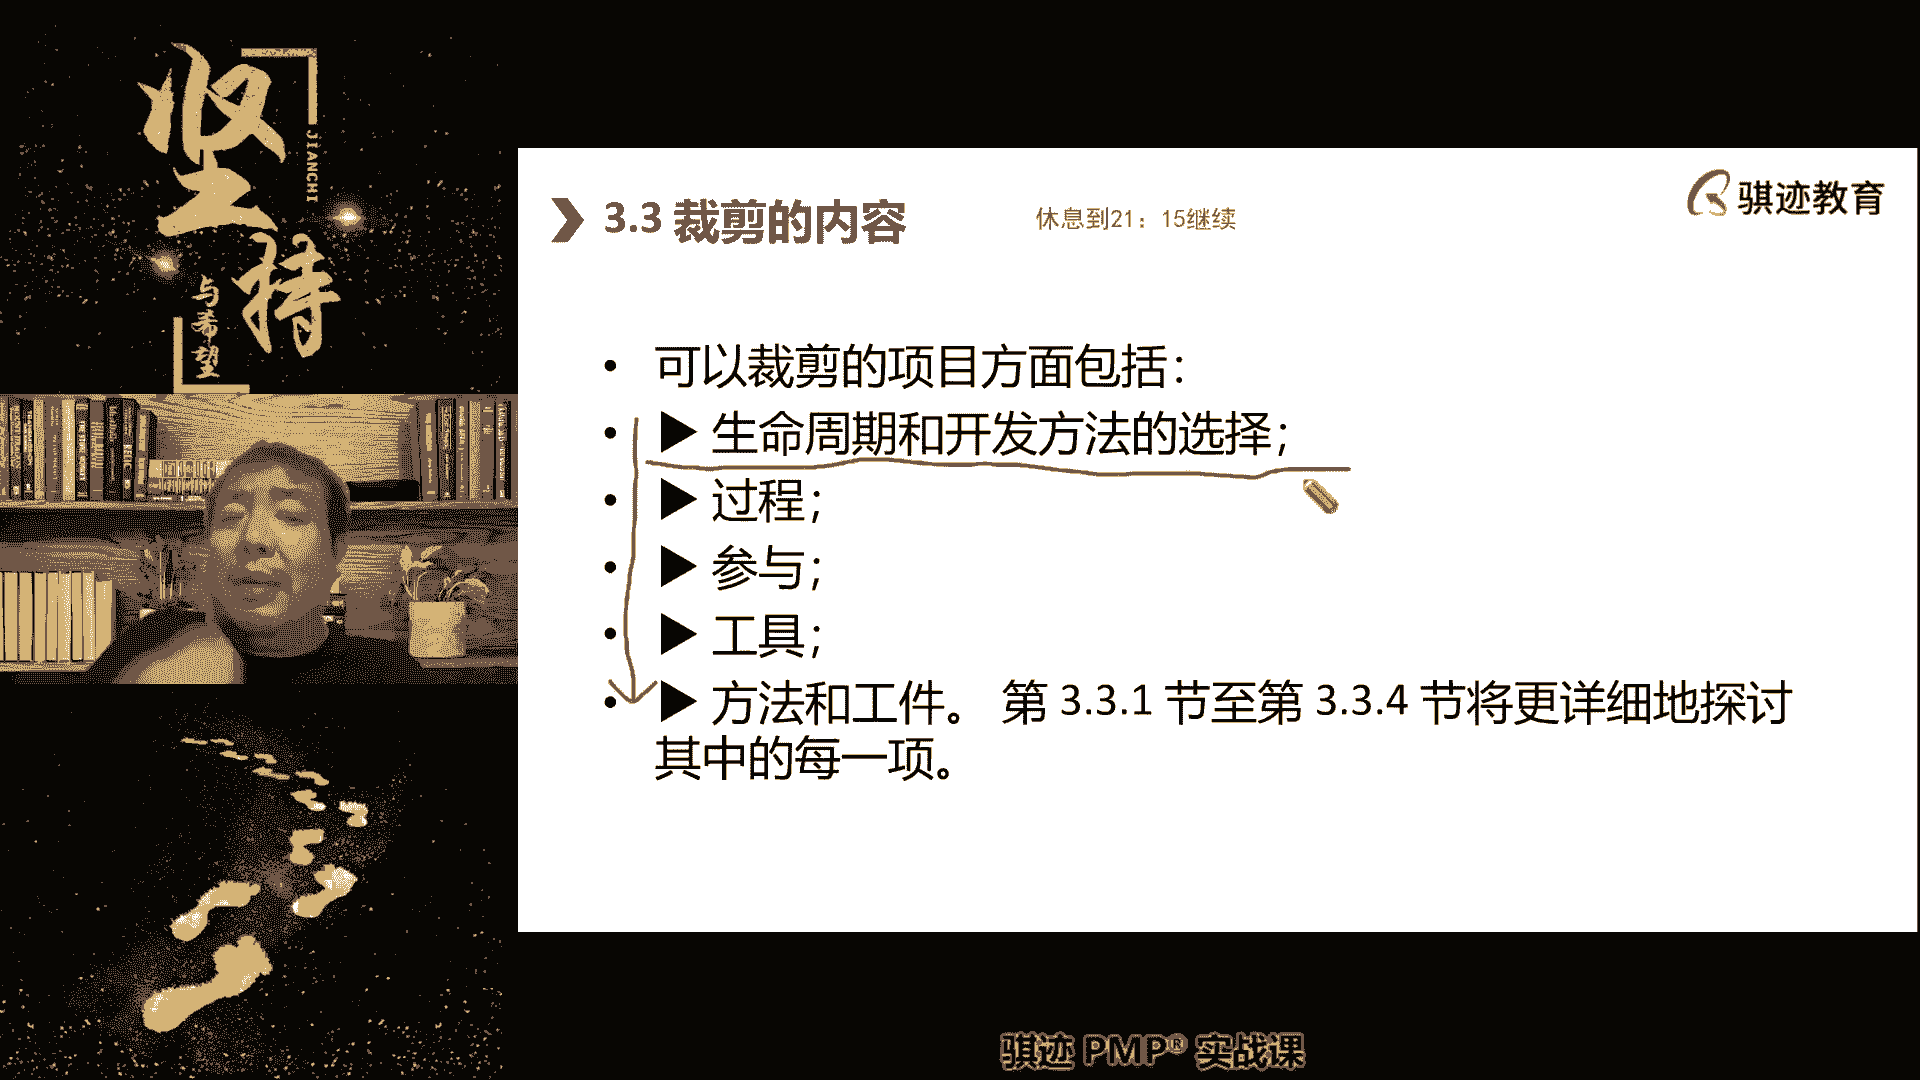 坚持
JIANCHI
与希望
骐迹教育
3.3 裁剪的内容
休息到21：15继续
• 可以裁剪的项目方面包括：
• ▶ 生命周期和开发方法的选择；
• ▶ 过程；
• ▶ 参与；
• ▶ 工具；
• ▶ 方法和工件。 第 3.3.1 节至第 3.3.4 节将更详细地探讨
其中的每一项。
骐迹 PMP® 实战课